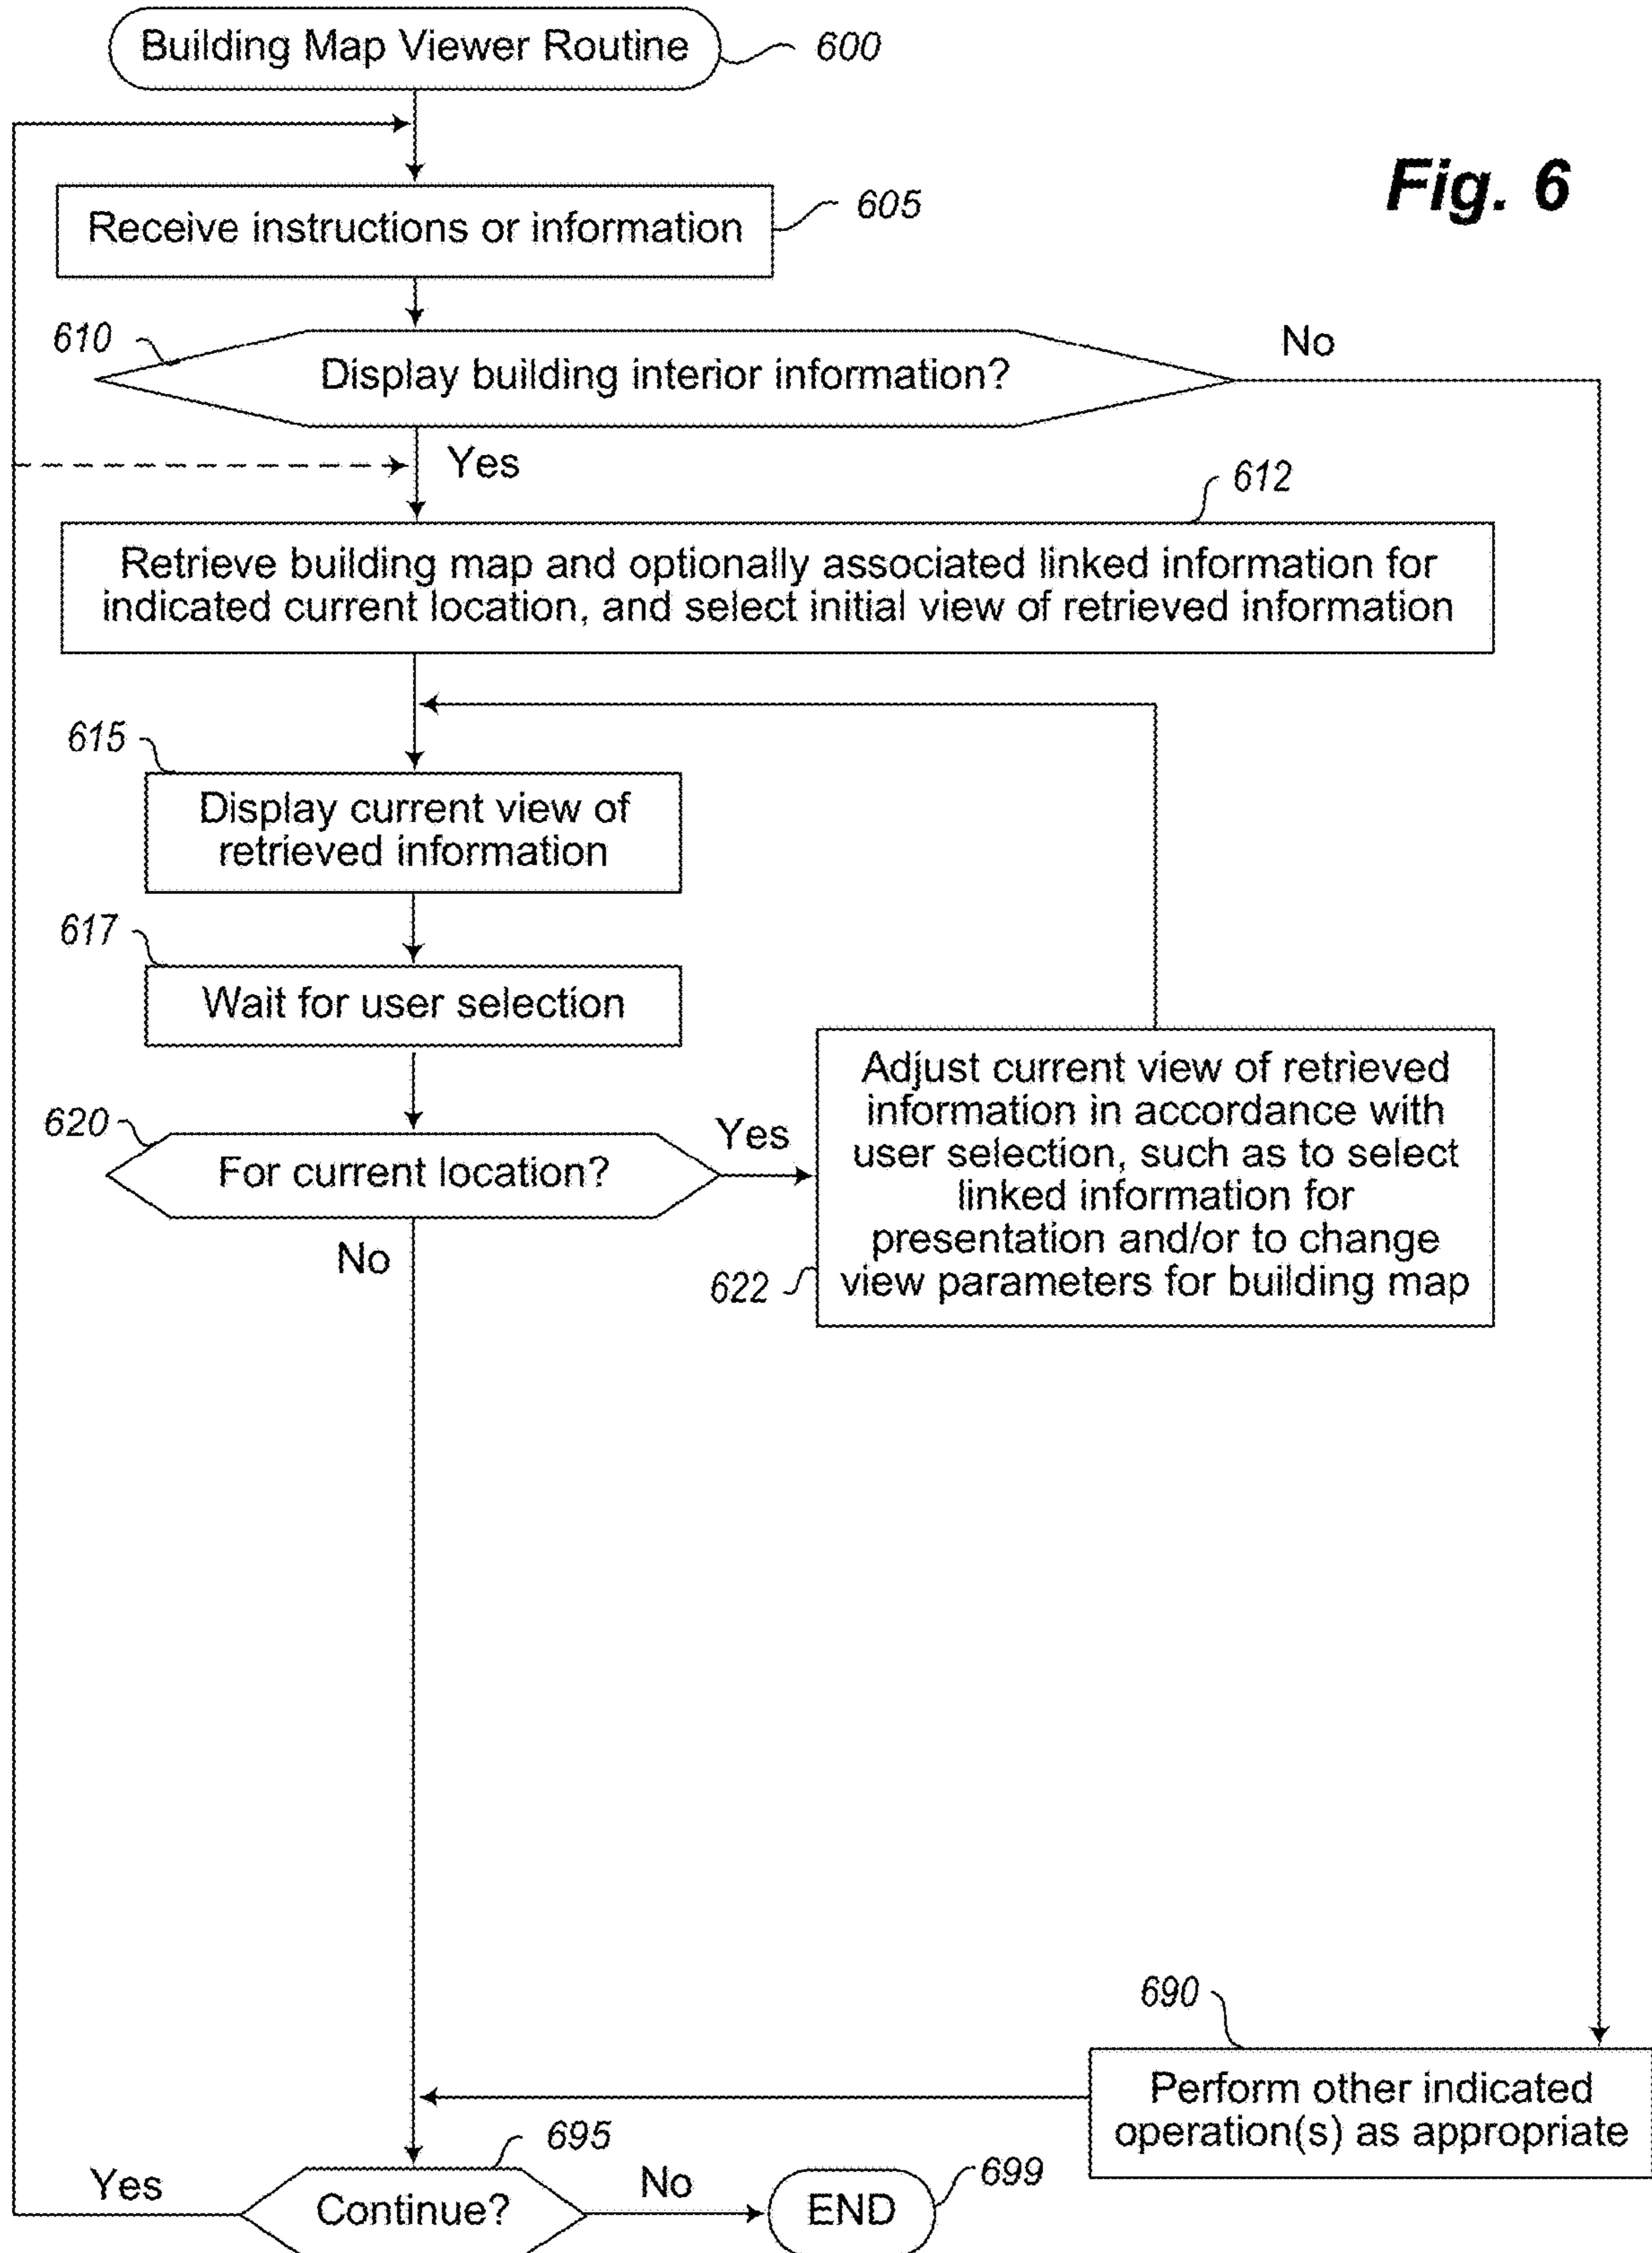 Building Map Viewer Routine
600
Fig. 6
Receive instructions or information
605
610
Display building interior information?
No
Yes
612
Retrieve building map and optionally associated linked information for
indicated current location, and select initial view of retrieved information
615
Display current view of
retrieved information
617
Wait for user selection
620
For current location?
Yes
No
Adjust current view of retrieved
information in accordance with
user selection, such as to select
linked information for
presentation and/or to change
view parameters for building map
622
690
Perform other indicated
operation(s) as appropriate
695
Yes
Continue?
No
END
699